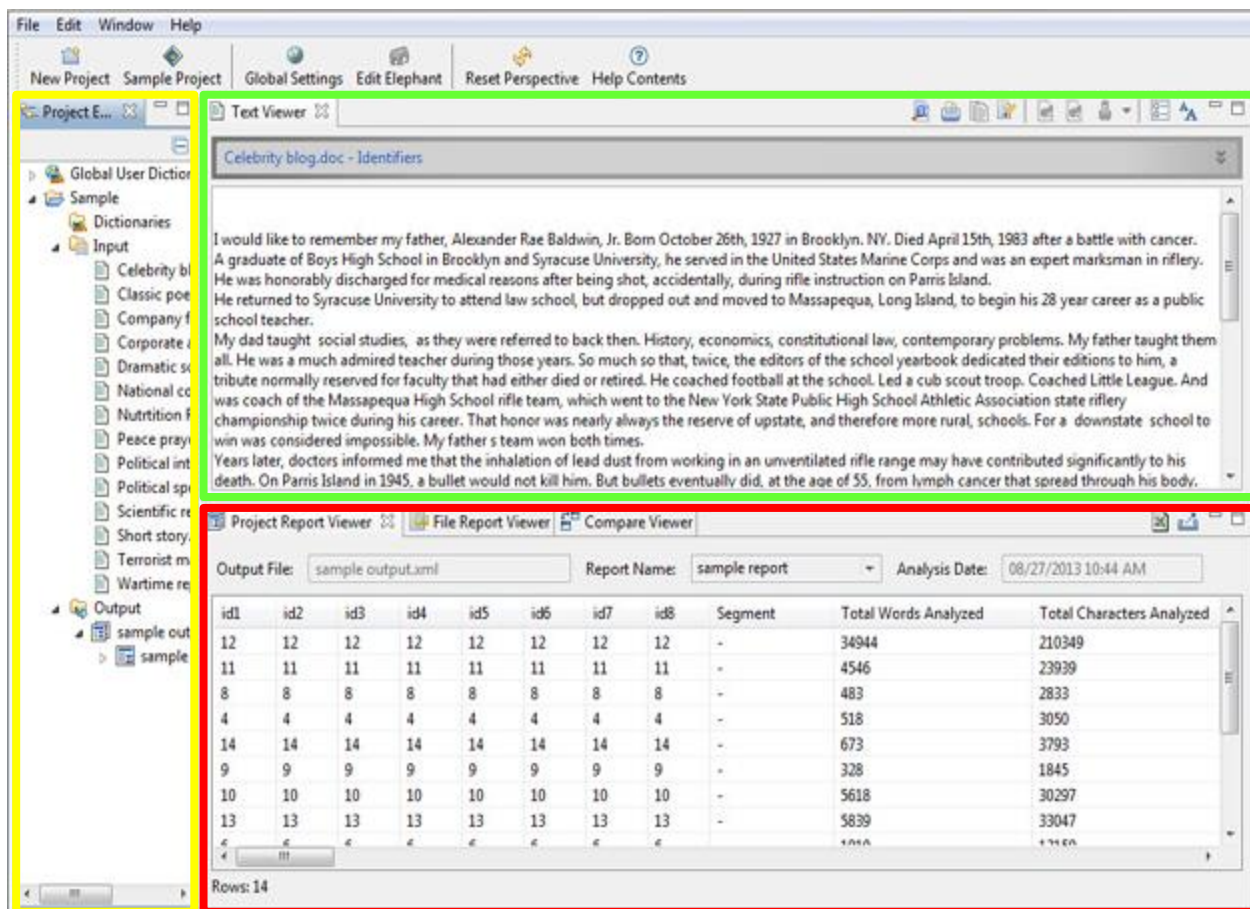 File Edit Window Help
New Project Sample Project Global Settings Edit Elephant Reset Perspective Help Contents
Project E...
Global User Diction
Sample
Dictionaries
Input
Celebrity bl
Classic poe
Company f
Corporate a
Dramatic sc
National co
Nutrtition F
Peace pray
Political int
Political spe
Scientific re
Short story.
Terrorist m
Wartime re
Output
sample out
sample
Text Viewer
Celebrity blog.doc - Identifiers
I would like to remember my father, Alexander Rae Baldwin, Jr. Born October 26th, 1927 in Brooklyn. NY. Died April 15th, 1983 after a battle with cancer.
A graduate of Boys High School in Brooklyn and Syracuse University, he served in the United States Marine Corps and was an expert marksman in riflery.
He was honorably discharged for medical reasons after being shot, accidentally, during rifle instruction on Parris Island.
He returned to Syracuse University to attend law school, but dropped out and moved to Massapequa, Long Island, to begin his 28 year career as a public
school teacher.
My dad taught social studies, as they were referred to back then. History, economics, constitutional law, contemporary problems. My father taught them
all. He was a much admired teacher during those years. So much so that, twice, the editors of the school yearbook dedicated their editions to him, a
tribute normally reserved for faculty that had either died or retired. He coached football at the school. Led a cub scout troop. Coached Little League. And
was coach of the Massapequa High School rifle team, which went to the New York State Public High School Athletic Association state riflery
championship twice during his career. That honor was nearly always the reserve of upstate, and therefore more rural, schools. For a downstate school to
win was considered impossible. My father s team won both times.
Years later, doctors informed me that the inhalation of lead dust from working in an unventilated rifle range may have contributed significantly to his
death. On Parris Island in 1945, a bullet would not kill him. But bullets eventually did, at the age of 55, from lymph cancer that spread through his body.
Project Report Viewer File Report Viewer Compare Viewer
Output File: sample output.xml Report Name: sample report Analysis Date: 08/27/2013 10:44 AM
id1 id2 id3 id4 id5 id6 id7 id8 Segment Total Words Analyzed Total Characters Analyzed
12 12 12 12 12 12 12 12 - 34944 210349
11 11 11 11 11 11 11 11 - 4546 23939
8 8 8 8 8 8 8 8 - 483 2833
4 4 4 4 4 4 4 4 - 518 3050
14 14 14 14 14 14 14 14 - 673 3793
9 9 9 9 9 9 9 9 - 328 1845
10 10 10 10 10 10 10 10 - 5618 30297
13 13 13 13 13 13 13 13 - 5839 33047
Rows: 14